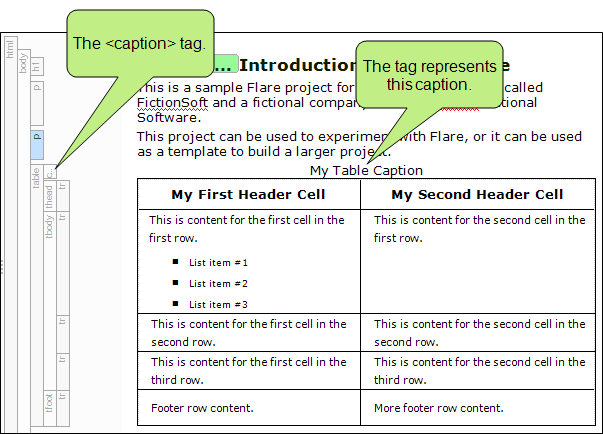 The <caption> tag.
The tag represents
this caption.
html
body
h1
p
p
table
c...
thead
tr
tbody
tr
tr
tr
tfoot
tr
... Introduction
e
This is a sample Flare project for called
FictionSoft and a fictional company tional
Software.
This project can be used to experiment with Flare, or it can be used
as a template to build a larger project.
My Table Caption
My First Header Cell My Second Header Cell
This is content for the first cell in the This is content for the second cell in the
first row. first row.
List item #1
List item #2
List item #3
This is content for the first cell in the This is content for the second cell in the
second row. second row.
This is content for the first cell in the This is content for the second cell in the
third row. third row.
Footer row content. More footer row content.